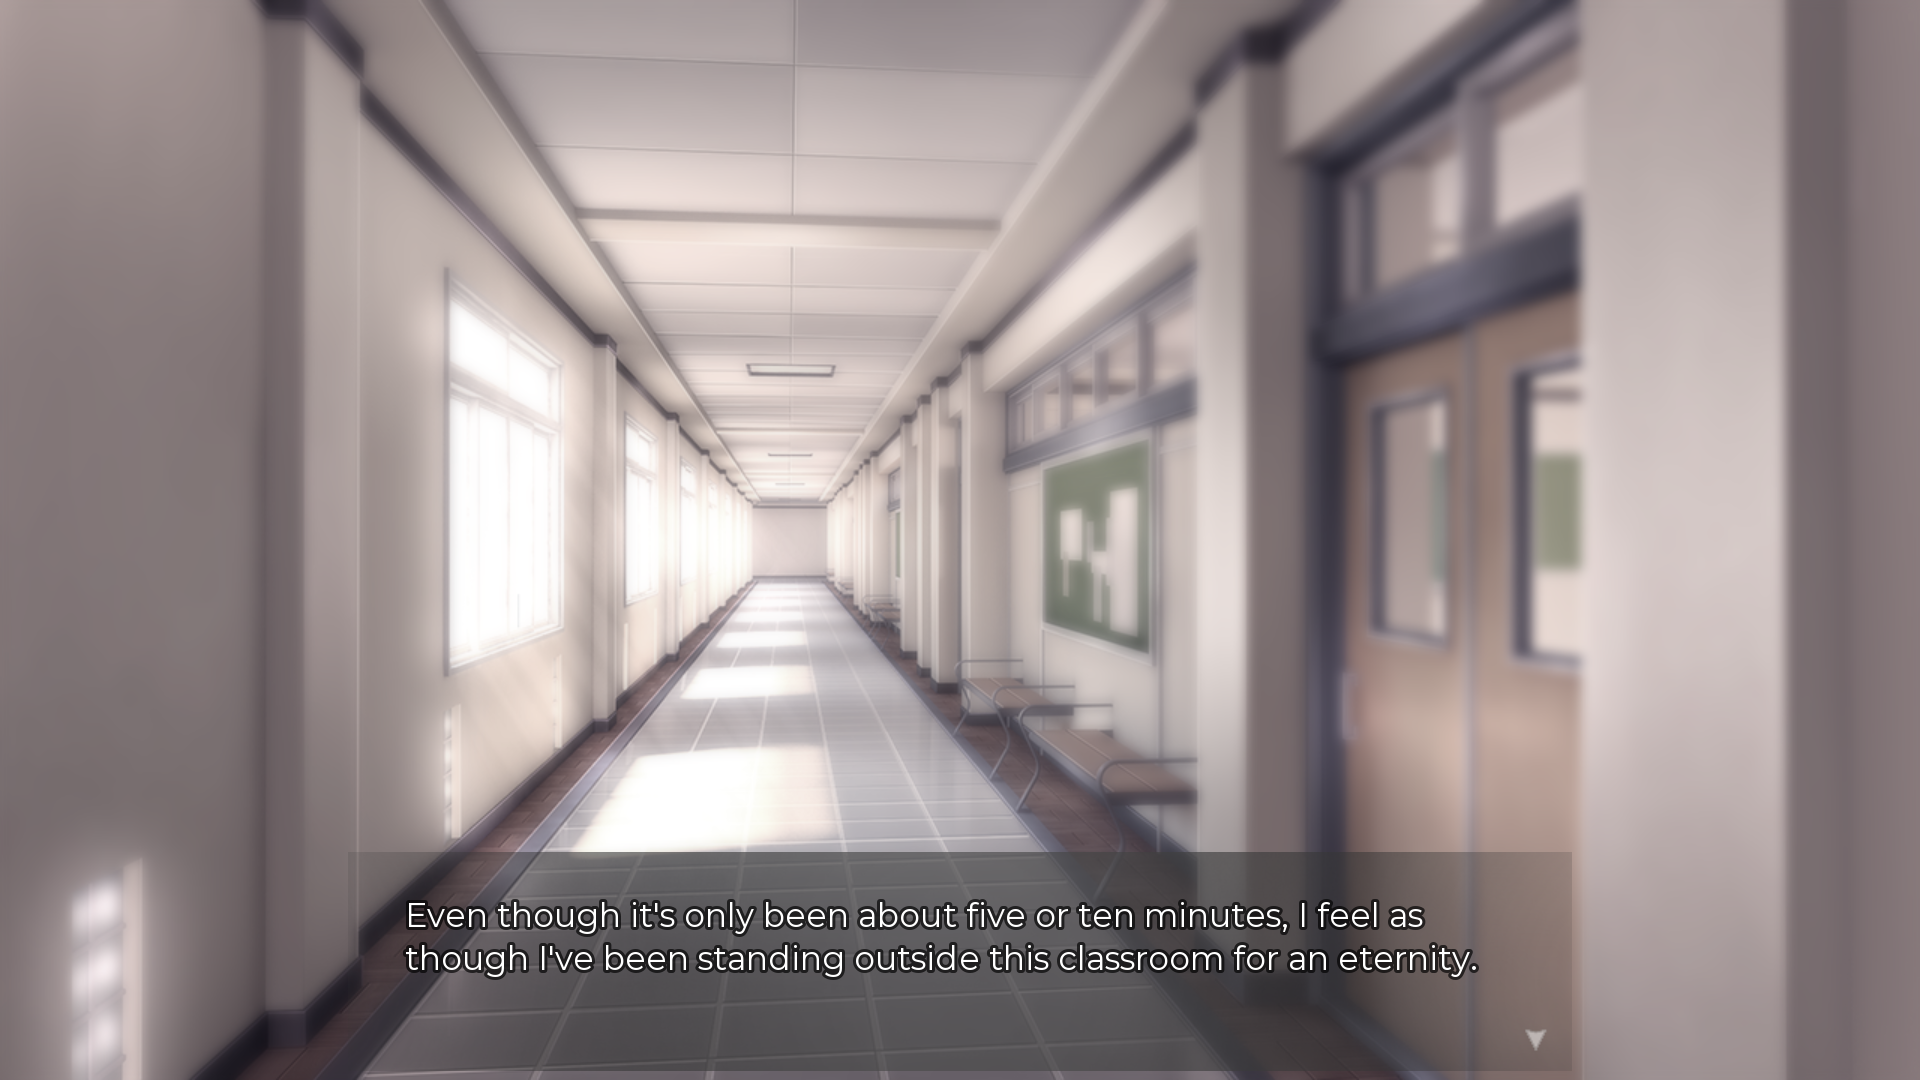 Even though it's only been about five or ten minutes, I feel as
though I've been standing outside this classroom for an eternity.